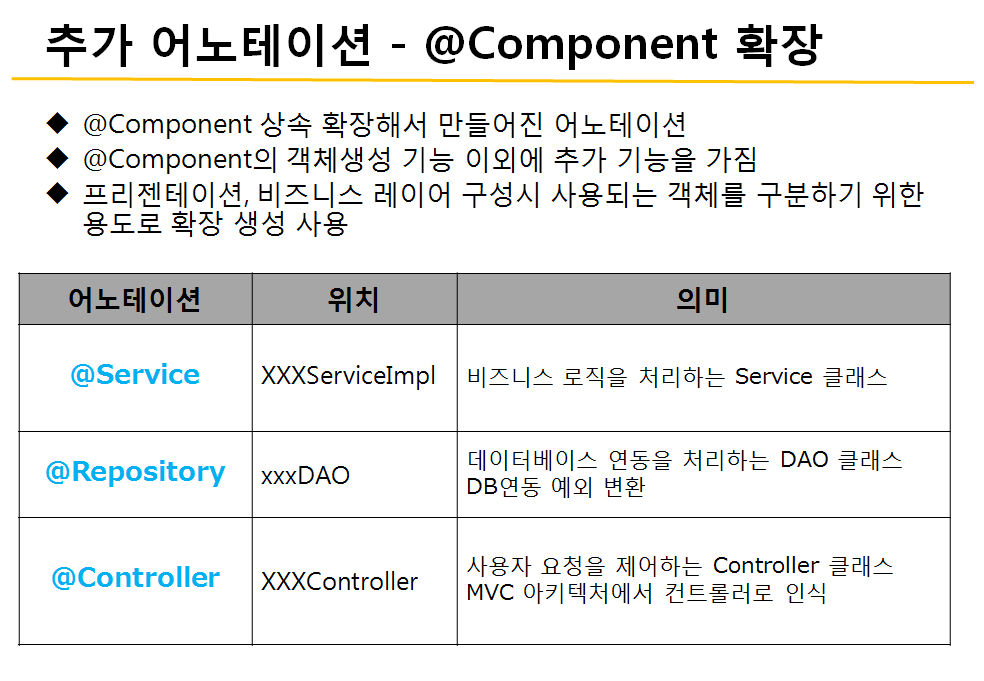 추가 어노테이션 - @Component 확장
◆ @Component 상속 확장해서 만들어진 어노테이션
◆ @Component의 객체생성 기능 이외에 추가 기능을 가짐
◆ 프리젠테이션, 비즈니스 레이어 구성시 사용되는 객체를 구분하기 위한
용도로 확장 생성 사용
어노테이션 위치 의미
@Service XXXServiceImpl 비즈니스 로직을 처리하는 Service 클래스
@Repository xxxDAO 데이터베이스 연동을 처리하는 DAO 클래스
DB연동 예외 변환
@Controller XXXController 사용자 요청을 제어하는 Controller 클래스
MVC 아키텍처에서 컨트롤러로 인식